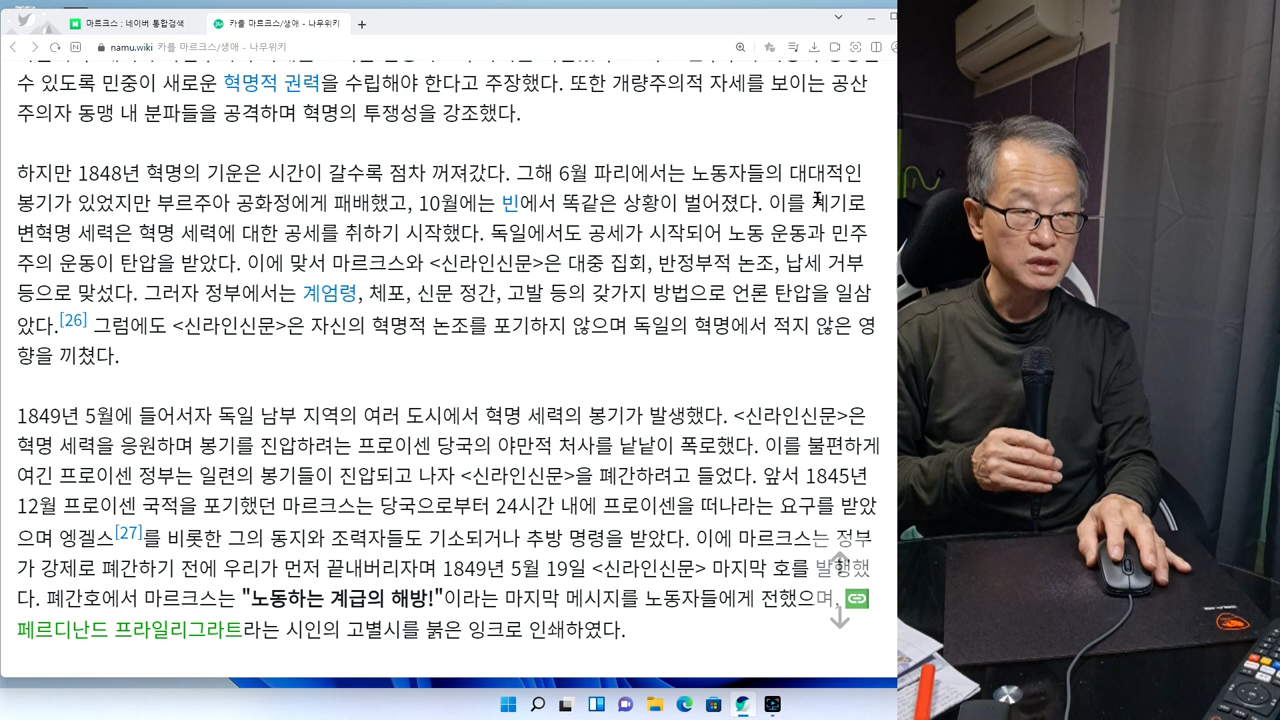 마르크스 : 네이버 통합검색
카를 마르크스/생애 - 나무위키
namu.wiki 카를 마르크스/생애 - 나무위키
수 있도록 민중이 새로운 혁명적 권력을 수립해야 한다고 주장했다. 또한 개량주의적 자세를 보이는 공산
주의자 동맹 내 분파들을 공격하며 혁명의 투쟁성을 강조했다.
하지만 1848년 혁명의 기운은 시간이 갈수록 점차 꺼져갔다. 그해 6월 파리에서는 노동자들의 대대적인
봉기가 있었지만 부르주아 공화정에게 패배했고, 10월에는 빈에서 똑같은 상황이 벌어졌다. 이를 계기로
변혁명 세력은 혁명 세력에 대한 공세를 취하기 시작했다. 독일에서도 공세가 시작되어 노동 운동과 민주
주의 운동이 탄압을 받았다. 이에 맞서 마르크스와 <신라인신문>은 대중 집회, 반정부적 논조, 납세 거부
등으로 맞섰다. 그러자 정부에서는 계엄령, 체포, 신문 정간, 고발 등의 갖가지 방법으로 언론 탄압을 일삼
았다.[26] 그럼에도 <신라인신문>은 자신의 혁명적 논조를 포기하지 않으며 독일의 혁명에서 적지 않은 영
향을 끼쳤다.
1849년 5월에 들어서자 독일 남부 지역의 여러 도시에서 혁명 세력의 봉기가 발생했다. <신라인신문>은
혁명 세력을 응원하며 봉기를 진압하려는 프로이센 당국의 야만적 처사를 낱낱이 폭로했다. 이를 불편하게
여긴 프로이센 정부는 일련의 봉기들이 진압되고 나자 <신라인신문>을 폐간하려고 들었다. 앞서 1845년
12월 프로이센 국적을 포기했던 마르크스는 당국으로부터 24시간 내에 프로이센을 떠나라는 요구를 받았
으며 엥겔스[27]를 비롯한 그의 동지와 조력자들도 기소되거나 추방 명령을 받았다. 이에 마르크스는 정부
가 강제로 폐간하기 전에 우리가 먼저 끝내버리자며 1849년 5월 19일 <신라인신문> 마지막 호를 발행했
다. 폐간호에서 마르크스는 "노동하는 계급의 해방!"이라는 마지막 메시지를 노동자들에게 전했으며,
페르디난드 프라일리그라트라는 시인의 고별시를 붉은 잉크로 인쇄하였다.